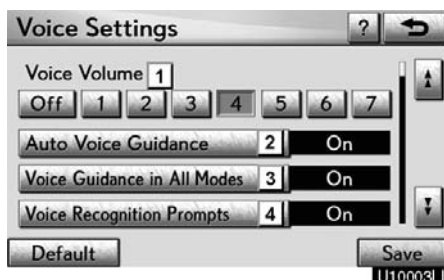 Voice Settings ?
Voice Volume 1
Off 1 2 3 4 5 6 7
Auto Voice Guidance 2 On
Voice Guidance in All Modes 3 On
Voice Recognition Prompts 4 On
Default Save
U10003L